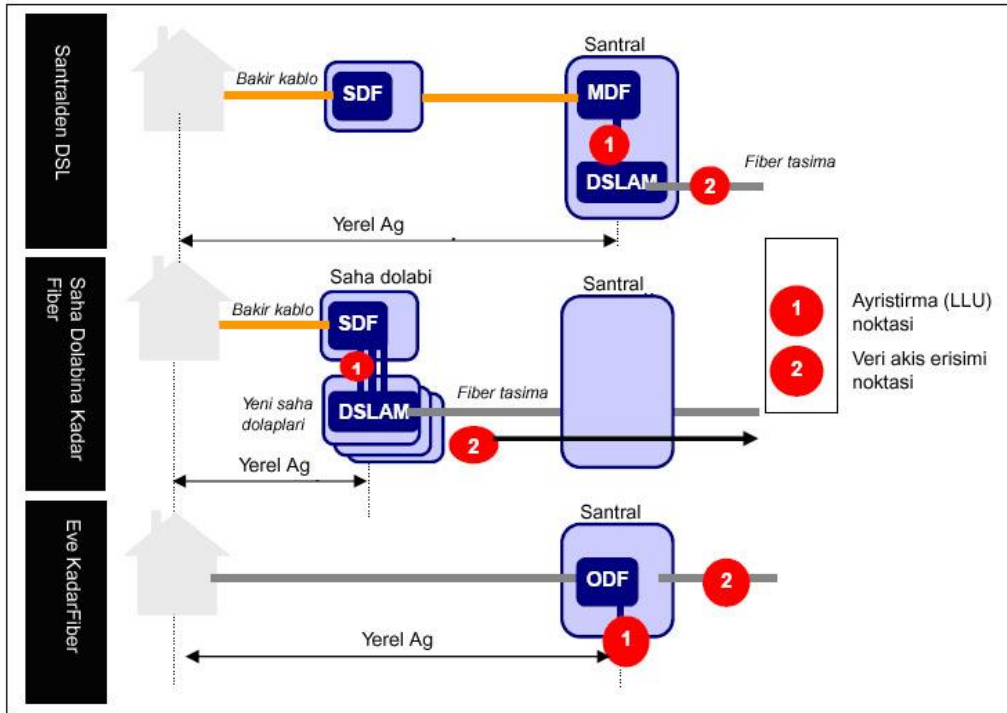 Santralden DSL
Bakir kablo
SDF
Santral
MDF
1
DSLAM
Fiber tasima
2
Yerel Ag
Saha Dolabina Kadar
Fiber
Bakir kablo
Saha dolabi
SDF
1
Yeni saha
dolaplari
DSLAM
Fiber tasima
2
Santral
Yerel Ag
1
Ayristirma (LLU)
noktasi
2
Veri akis erisimi
noktasi
Eve KadarFiber
Santral
ODF
1
2
Yerel Ag